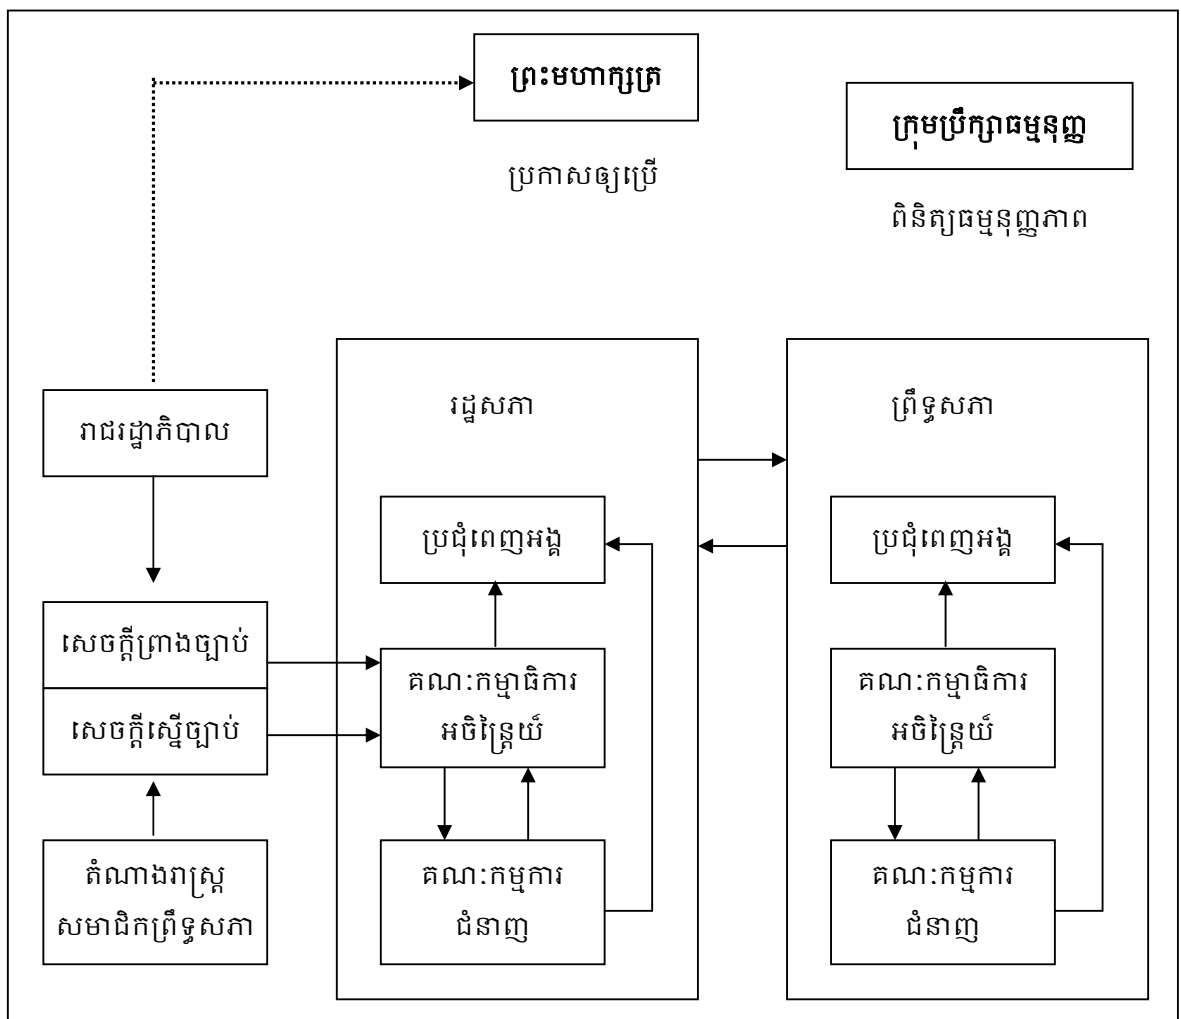 ព្រះមហាក្សត្រ
ក្រុមប្រឹក្សាធម្មនុញ្ញ
ប្រកាសឲ្យប្រើ
ពិនិត្យធម្មនុញ្ញភាព
រាជរដ្ឋាភិបាល
រដ្ឋសភា
ព្រឹទ្ធសភា
ប្រជុំពេញអង្គ
ប្រជុំពេញអង្គ
សេចក្តីព្រាងច្បាប់
សេចក្តីស្នើច្បាប់
គណៈកម្មាធិការ
អចិន្ត្រៃយ៍
គណៈកម្មាធិការ
អចិន្ត្រៃយ៍
តំណាងរាស្ត្រ
សមាជិកព្រឹទ្ធសភា
គណៈកម្មការ
ជំនាញ
គណៈកម្មការ
ជំនាញ